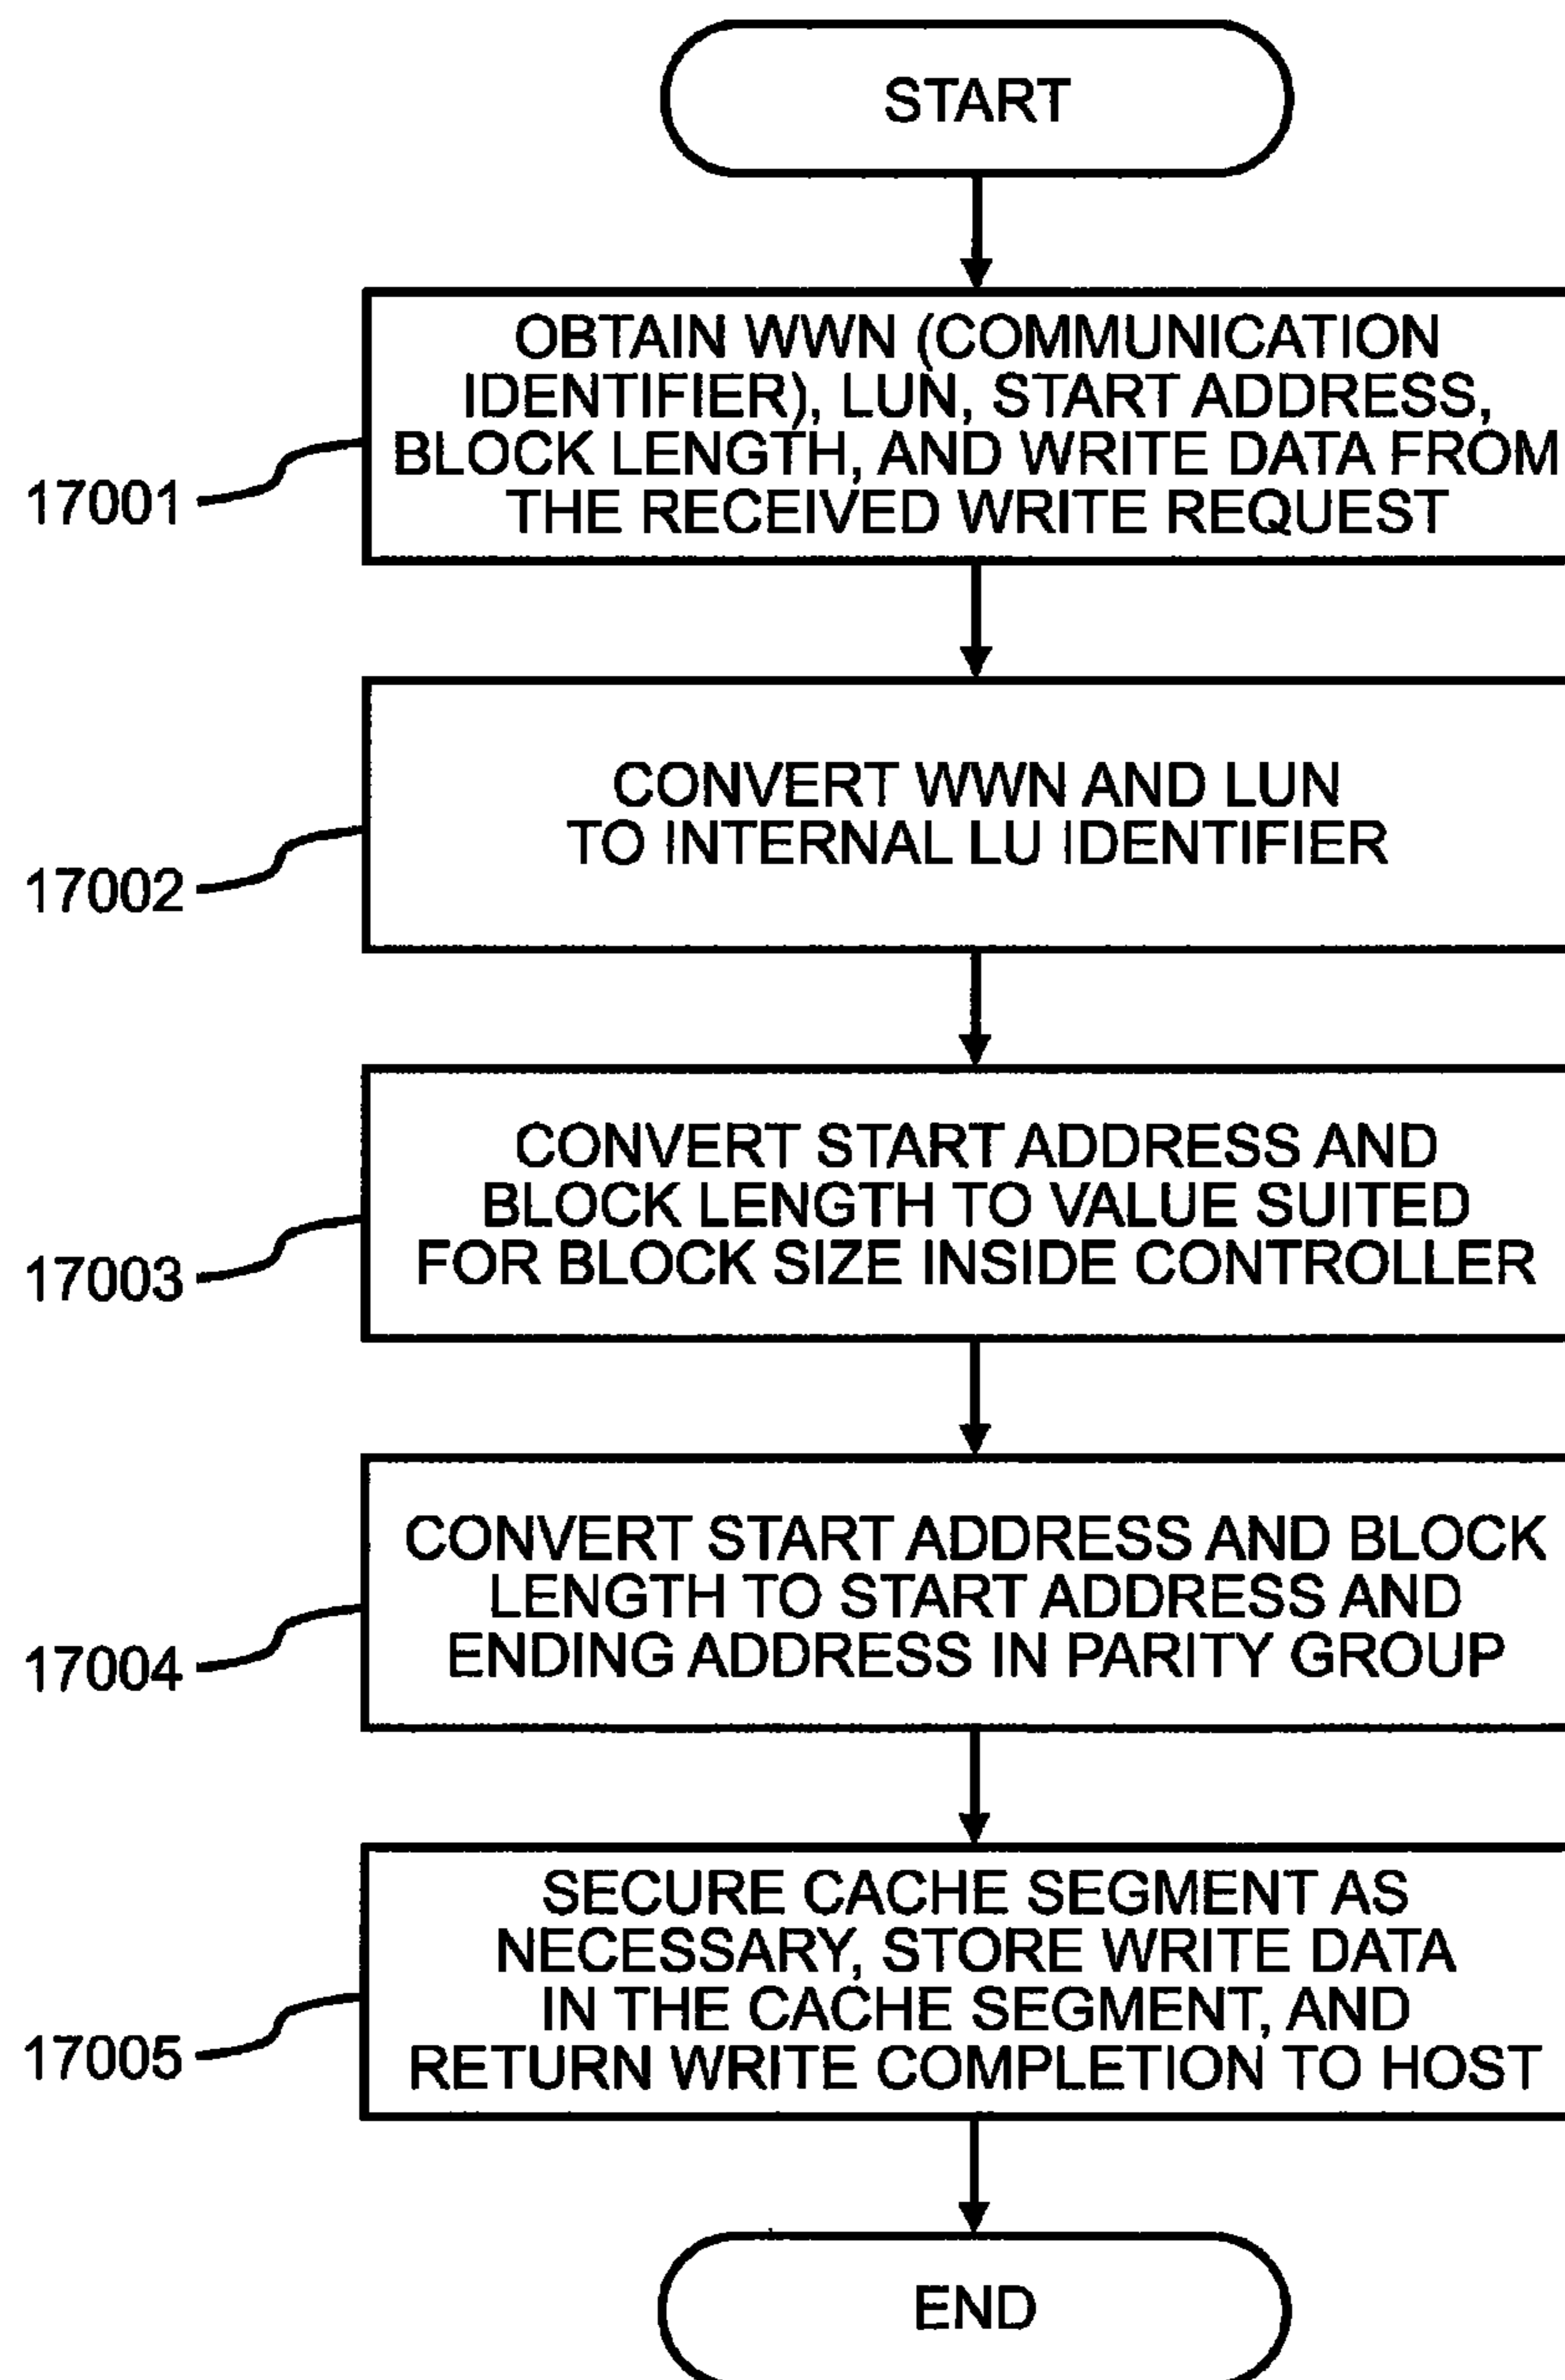 START
OBTAIN WWN (COMMUNICATION
IDENTIFIER), LUN, START ADDRESS,
BLOCK LENGTH, AND WRITE DATA FROM
THE RECEIVED WRITE REQUEST
17001
CONVERT WWN AND LUN
TO INTERNAL LU IDENTIFIER
17002
CONVERT START ADDRESS AND
BLOCK LENGTH TO VALUE SUITED
FOR BLOCK SIZE INSIDE CONTROLLER
17003
CONVERT START ADDRESS AND BLOCK
LENGTH TO START ADDRESS AND
ENDING ADDRESS IN PARITY GROUP
17004
SECURE CACHE SEGMENT AS
NECESSARY, STORE WRITE DATA
IN THE CACHE SEGMENT, AND
RETURN WRITE COMPLETION TO HOST
17005
END